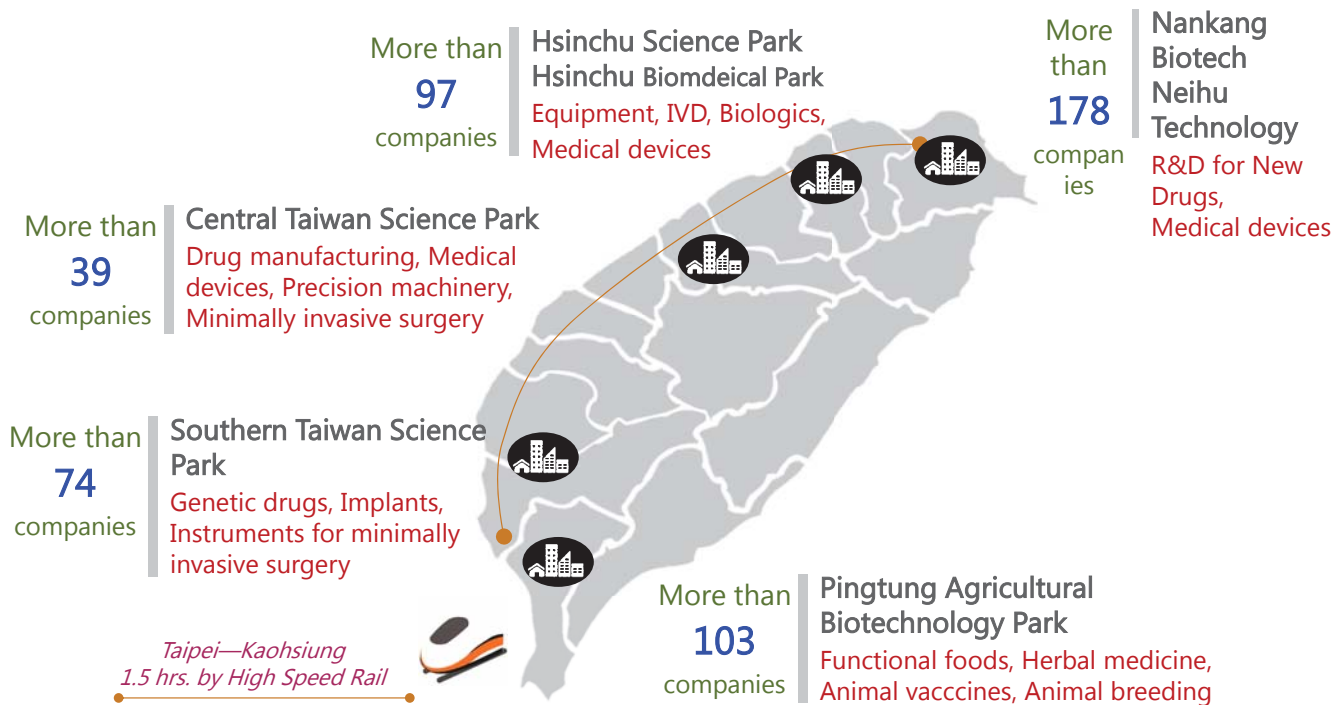 More than
97
companies
Hsinchu Science Park
Hsinchu Biomdeical Park
Equipment, IVD, Biologics,
Medical devices
More
than
178
compan
ies
Nankang
Biotech
Neihu
Technology
R&D for New
Drugs,
Medical devices
More than
39
companies
Central Taiwan Science Park
Drug manufacturing, Medical
devices, Precision machinery,
Minimally invasive surgery
More than
74
companies
Southern Taiwan Science
Park
Genetic drugs, Implants,
Instruments for minimally
invasive surgery
More than
103
companies
Pingtung Agricultural
Biotechnology Park
Functional foods, Herbal medicine,
Animal vacccines, Animal breeding
Taipei—Kaohsiung
1.5 hrs. by High Speed Rail